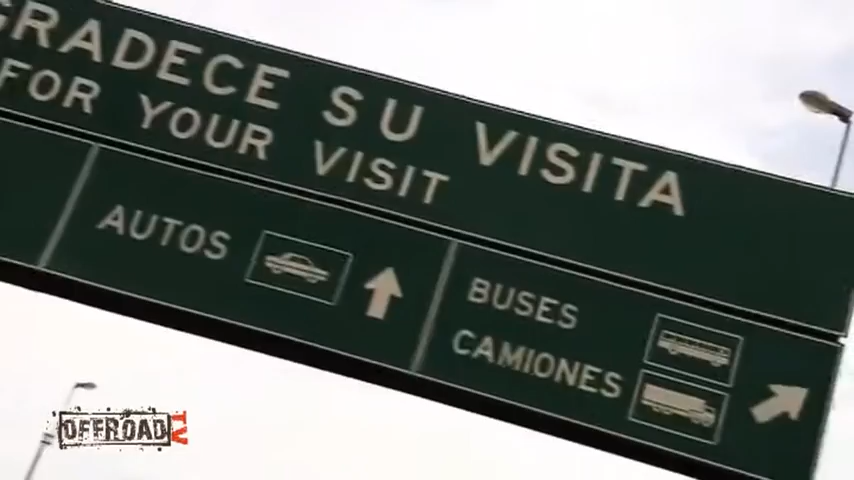 GRADECE SU VISITA
FOR YOUR VISIT
AUTOS
BUSES
CAMIONES
OFFROAD TV